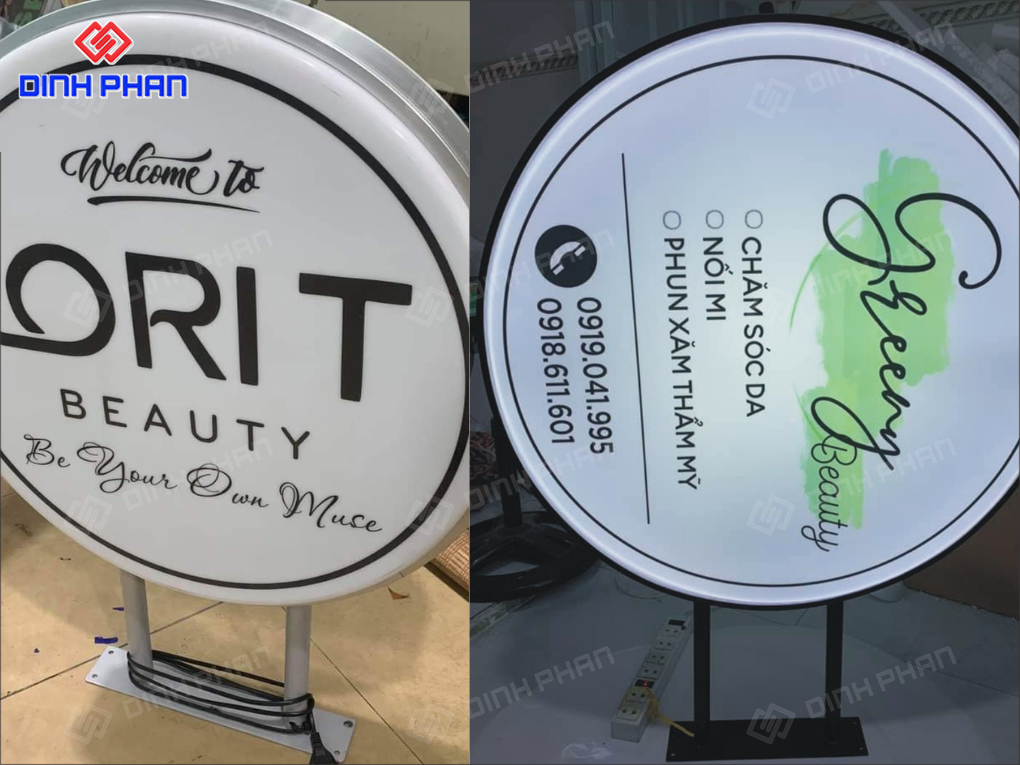 DINH PHAN
Welcome to
ORIT
BEAUTY
Be Your Own Muse
Greeny
Beauty
CHĂM SÓC DA
NỐI MI
PHUN XĂM THẨM MỸ
0919.041.995
0918.611.601